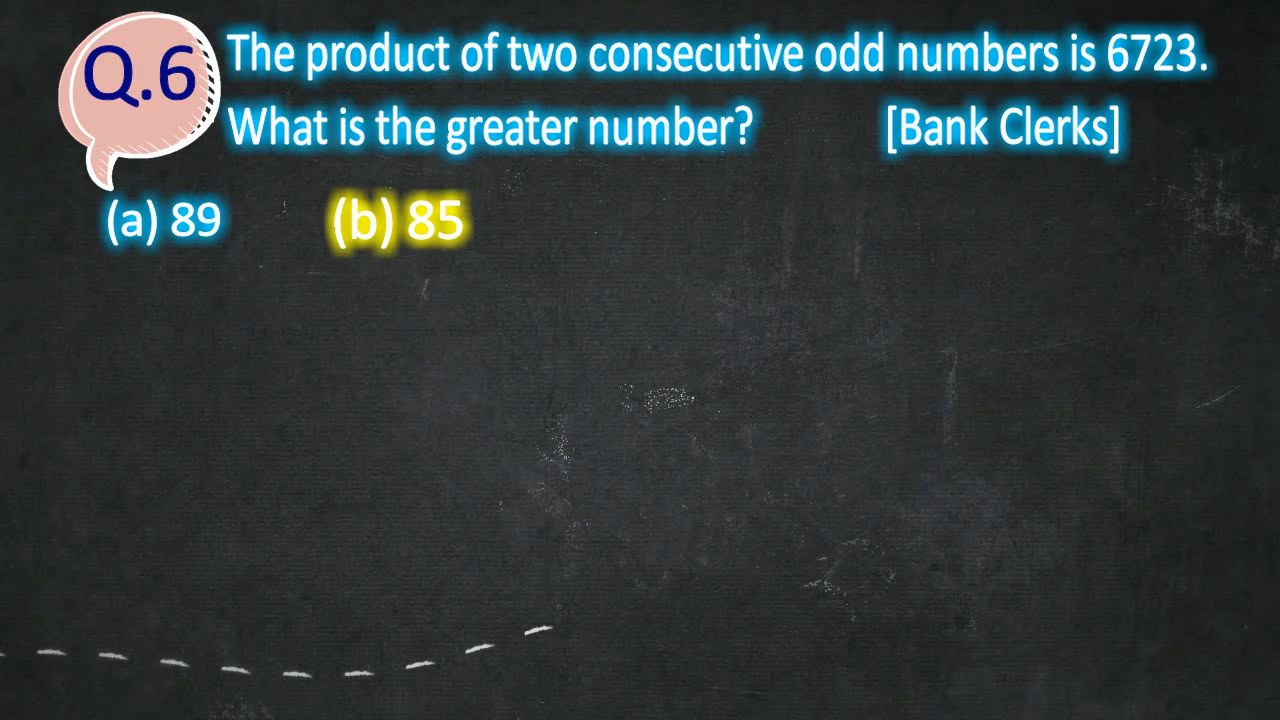 Q.6
The product of two consecutive odd numbers is 6723.
What is the greater number? [Bank Clerks]
(a) 89 (b) 85